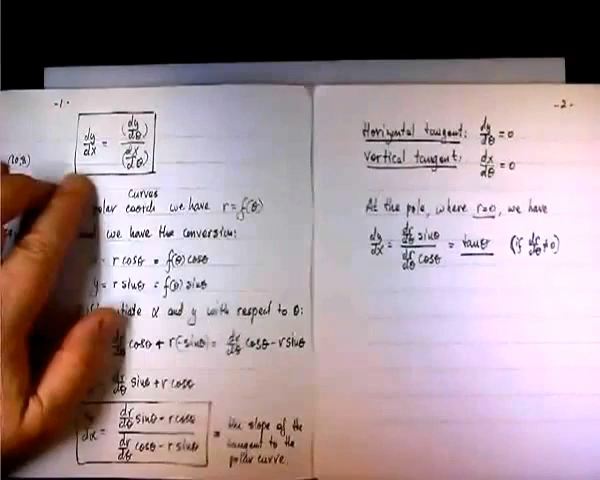 -1-
dy/dx = (dy/dθ)/(dx/dθ)
(10.3)
Curves
polar coord. we have r = f(θ)
we have the conversion:
= r cosθ = f(θ) cosθ
y = r sinθ = f(θ) sinθ
x and y with respect to θ:
dr/dθ cosθ + r(-sinθ) = dr/dθ cosθ - r sinθ
dr/dθ sinθ + r cosθ
= (dr/dθ sinθ + r cosθ)/(dr/dθ cosθ - r sinθ) = the slope of the
tangent to the
polar curve.
-2-
Horizontal tangent: dy/dθ = 0
Vertical tangent: dx/dθ = 0
At the pole, where r=0, we have
dy/dx = (dr/dθ sinθ)/(dr/dθ cosθ) = tanθ (if dr/dθ ≠ 0)